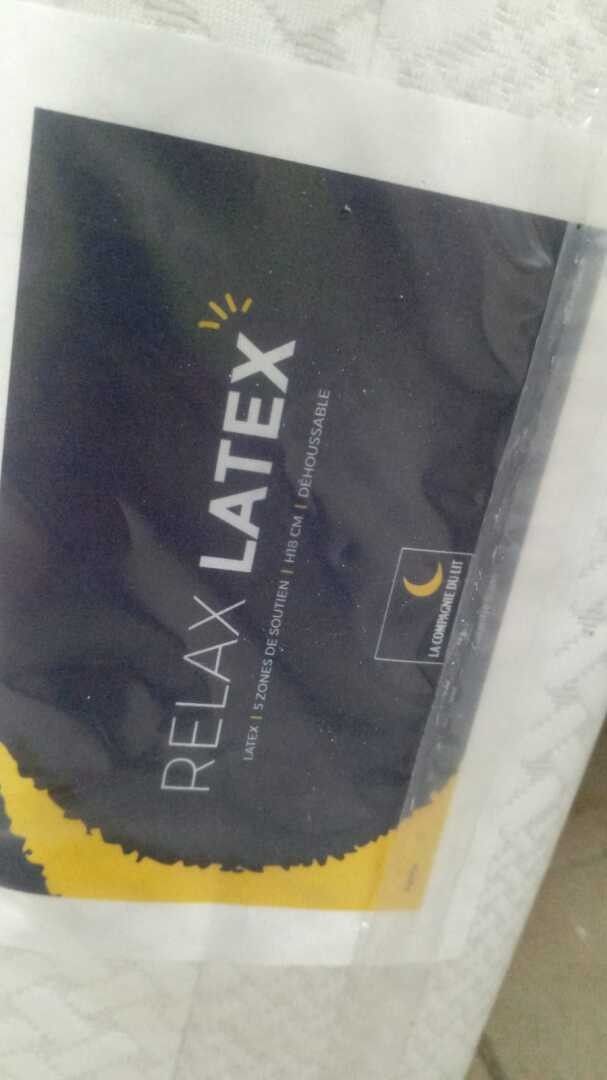 RELAX LATEX
LATEX | 5 ZONES DE SOUTIEN | H18 CM | DÉHOUSSABLE
LA COMPAGNIE DU LIT